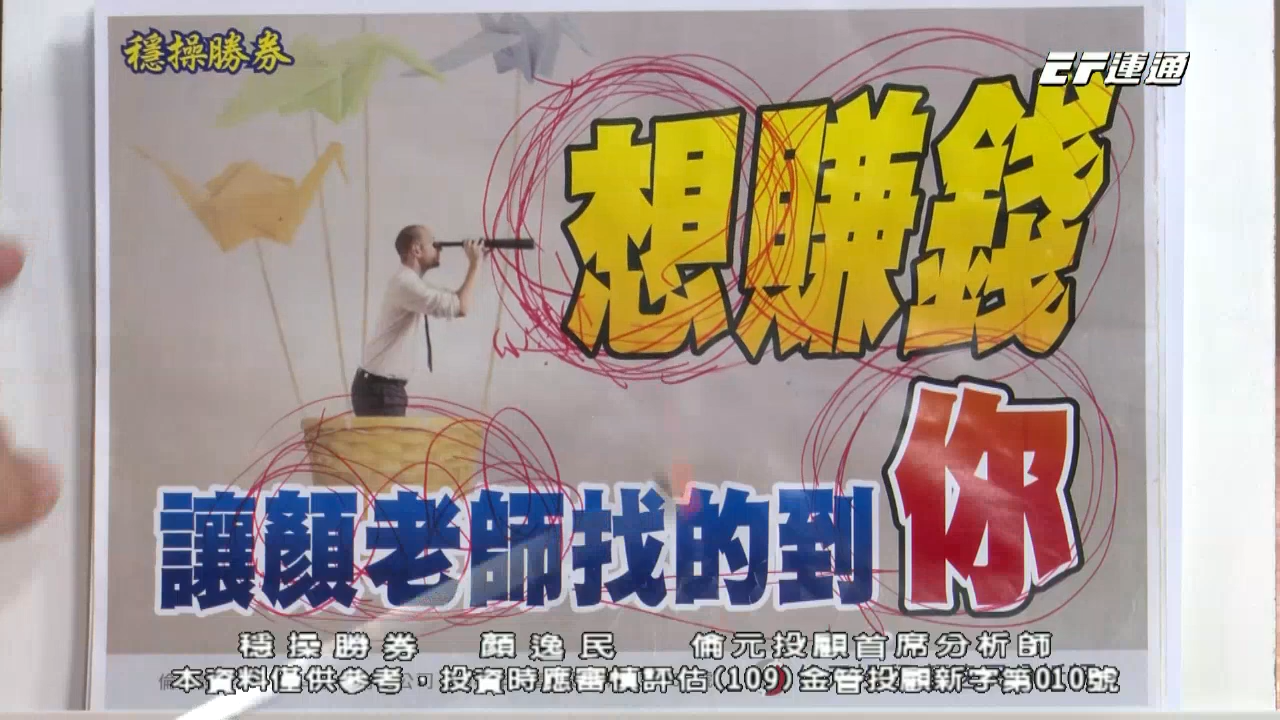 穩操勝券
EF運通
想賺錢
讓顏老師找的到
你
穩操勝券 顏逸民 倫元投顧首席分析師
本資料僅供參考,投資時應審慎評估(109)金管投顧新字第010號